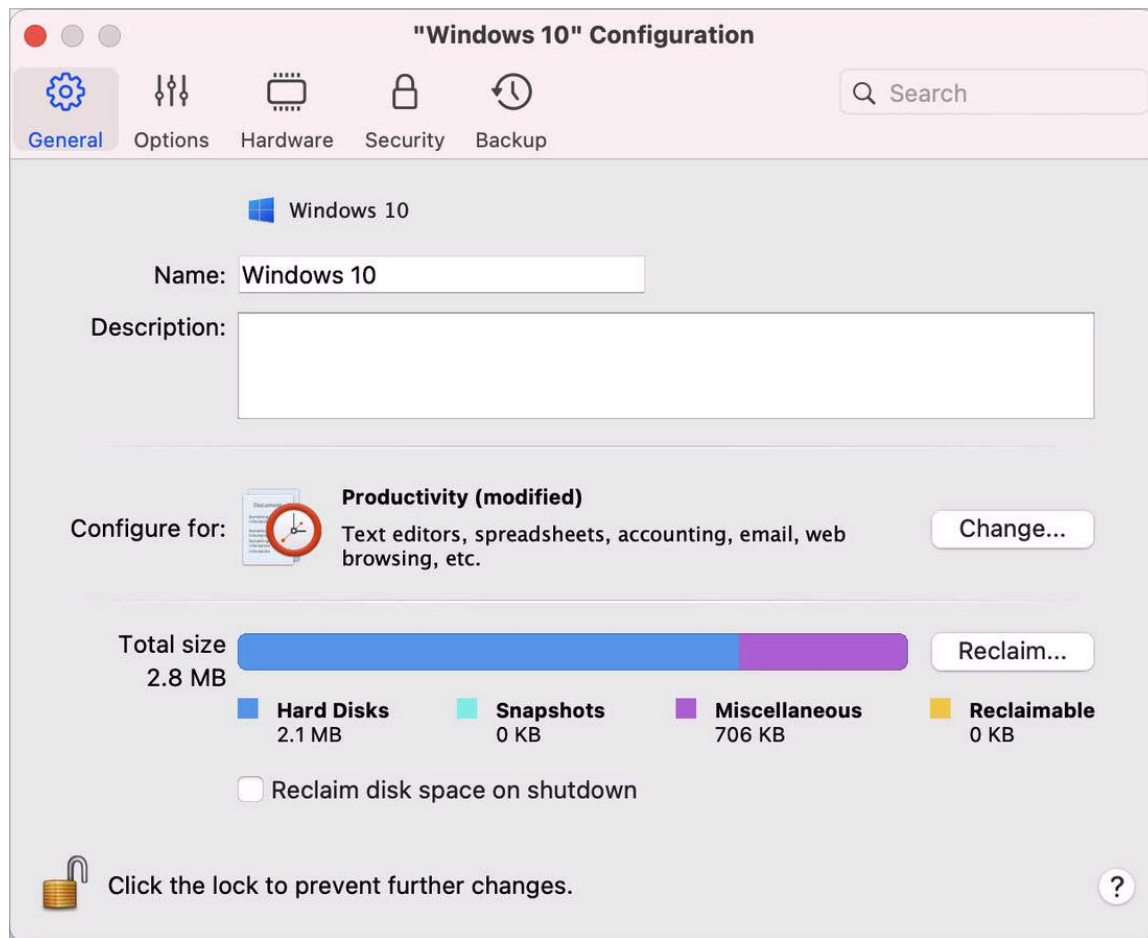 "Windows 10" Configuration
General Options Hardware Security Backup
Search
Windows 10
Name: Windows 10
Description:
Configure for:
Productivity (modified)
Text editors, spreadsheets, accounting, email, web
browsing, etc.
Change...
Total size
2.8 MB
Reclaim...
Hard Disks
2.1 MB
Snapshots
0 KB
Miscellaneous
706 KB
Reclaimable
0 KB
Reclaim disk space on shutdown
Click the lock to prevent further changes.
?